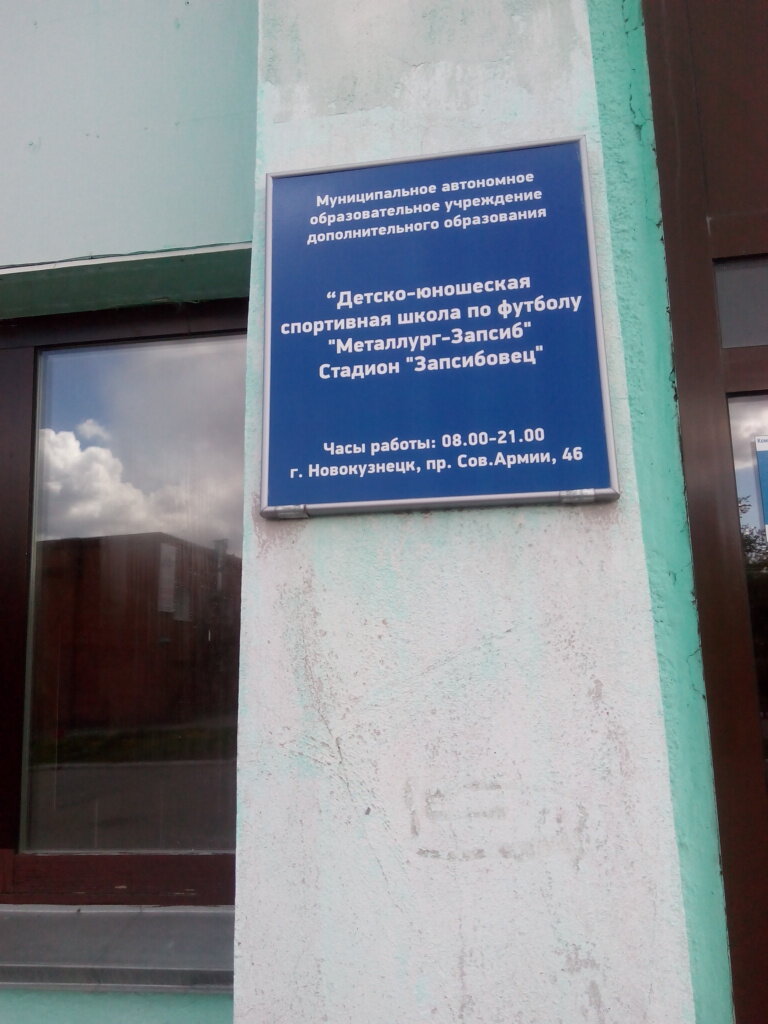 Муниципальное автономное
образовательное учреждение
дополнительного образования
“Детско-юношеская
спортивная школа по футболу
"Металлург-Запсиб"
Стадион "Запсибовец"
Часы работы: 08.00-21.00
г. Новокузнецк, пр. Сов.Армии, 46